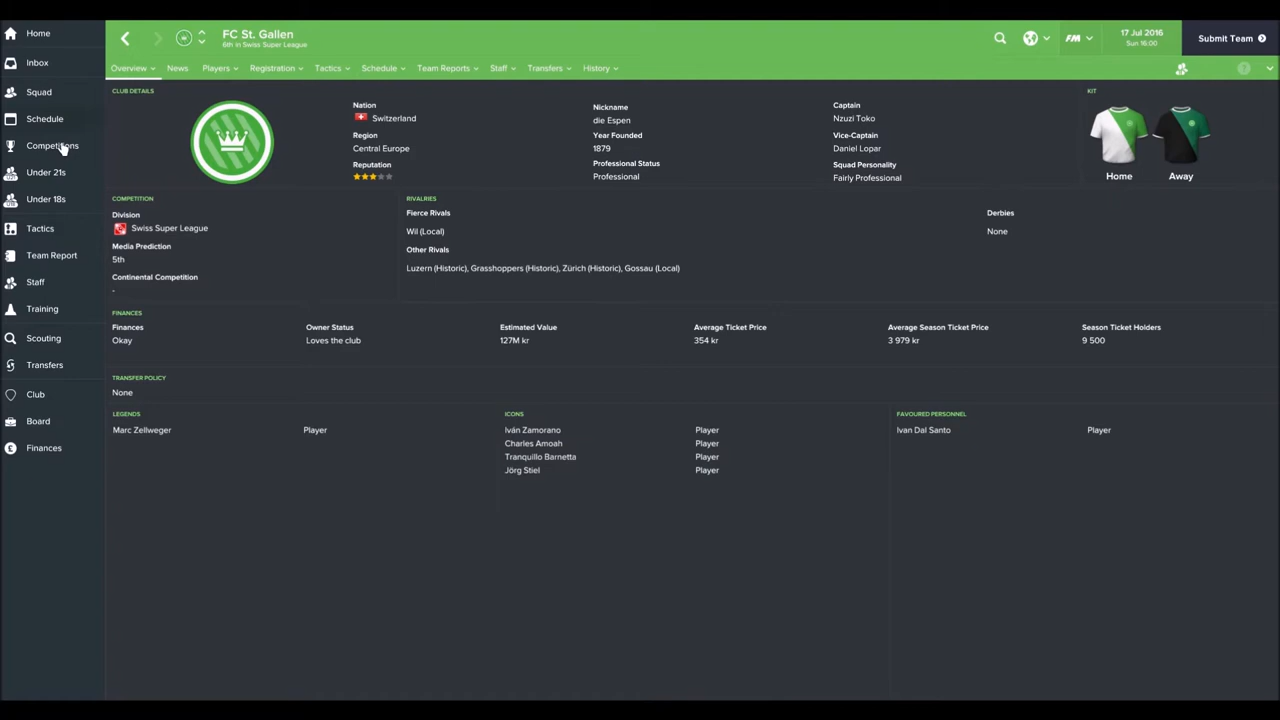 Home
Inbox
Squad
Schedule
Competitions
Under 21s
Under 18s
Tactics
Team Report
Staff
Training
Scouting
Transfers
Club
Board
Finances
FC St. Gallen
6th in Swiss Super League
FM
17 Jul 2016
Sun 16:00
Submit Team
Overview
News
Players
Registration
Tactics
Schedule
Team Reports
Staff
Transfers
History
CLUB DETAILS
Nation
Switzerland
Region
Central Europe
Reputation
Nickname
die Espen
Year Founded
1879
Professional Status
Professional
Captain
Nzuzi Toko
Vice-Captain
Daniel Lopar
Squad Personality
Fairly Professional
KIT
Home
Away
COMPETITION
Division
Swiss Super League
Media Prediction
5th
Continental Competition
-
RIVALRIES
Fierce Rivals
Wil (Local)
Other Rivals
Luzern (Historic), Grasshoppers (Historic), Zürich (Historic), Gossau (Local)
Derbies
None
FINANCES
Finances
Okay
Owner Status
Loves the club
Estimated Value
127M kr
Average Ticket Price
354 kr
Average Season Ticket Price
3 979 kr
Season Ticket Holders
9 500
TRANSFER POLICY
None
LEGENDS
Marc Zellweger Player
ICONS
Iván Zamorano Player
Charles Amoah Player
Tranquillo Barnetta Player
Jörg Stiel Player
FAVOURED PERSONNEL
Ivan Dal Santo Player